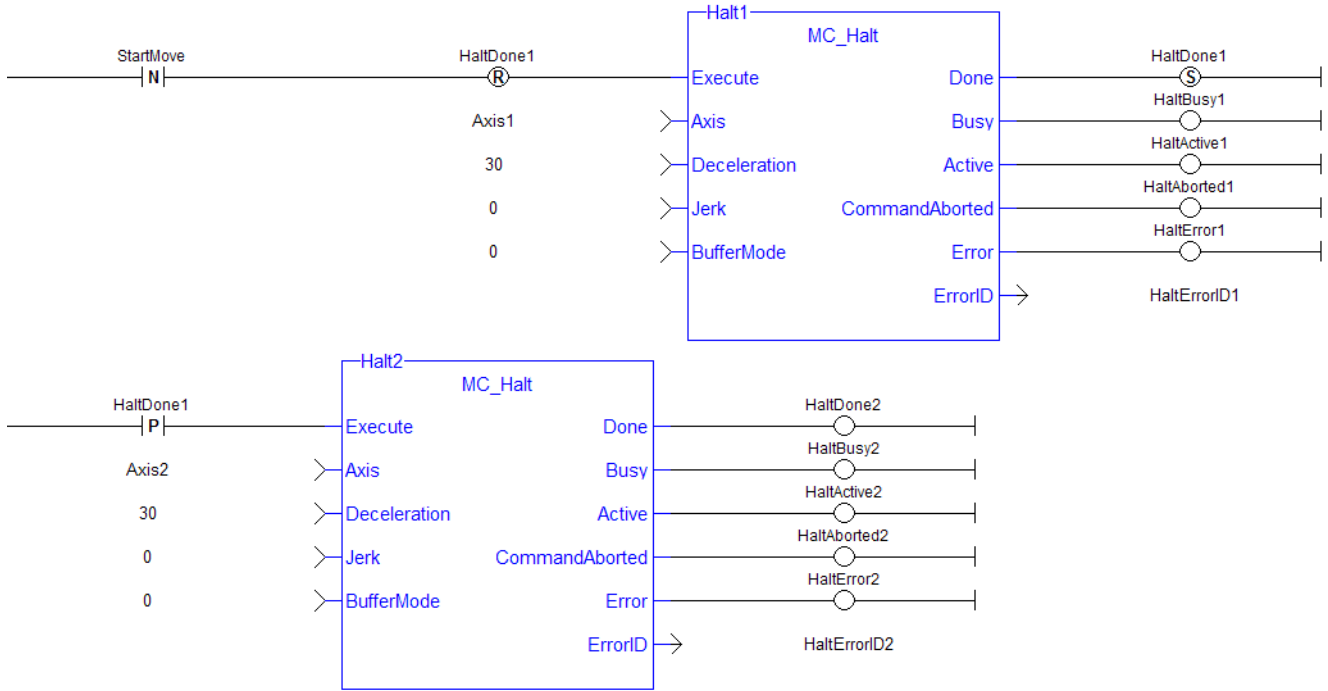 Halt1
MC_Halt
StartMove
N
HaltDone1
R
Execute
Done
HaltDone1
S
Axis1
Axis
Busy
HaltBusy1
30
Deceleration
Active
HaltActive1
0
Jerk
CommandAborted
HaltAborted1
0
BufferMode
Error
HaltError1
ErrorID
HaltErrorID1
Halt2
MC_Halt
HaltDone1
P
Execute
Done
HaltDone2
Axis2
Axis
Busy
HaltBusy2
30
Deceleration
Active
HaltActive2
0
Jerk
CommandAborted
HaltAborted2
0
BufferMode
Error
HaltError2
ErrorID
HaltErrorID2